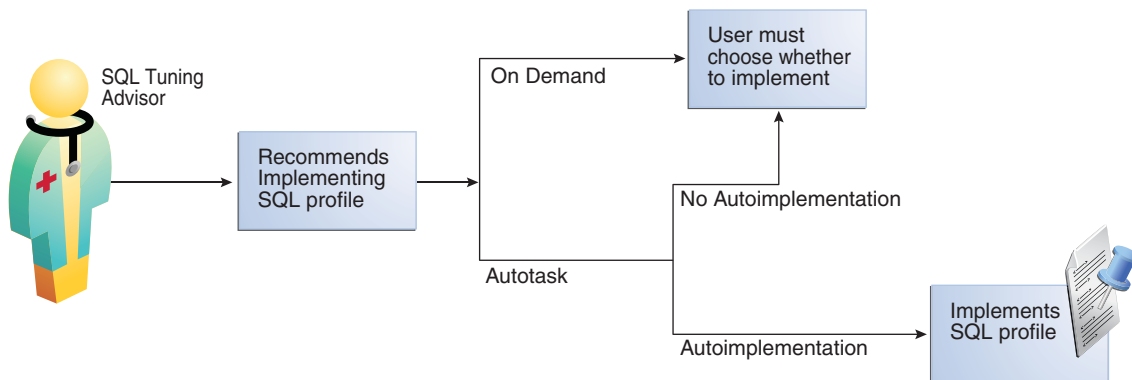 SQL Tuning
Advisor
Recommends
Implementing
SQL profile
On Demand
User must
choose whether
to implement
No Autoimplementation
Autotask
Autoimplementation
Implements
SQL profile